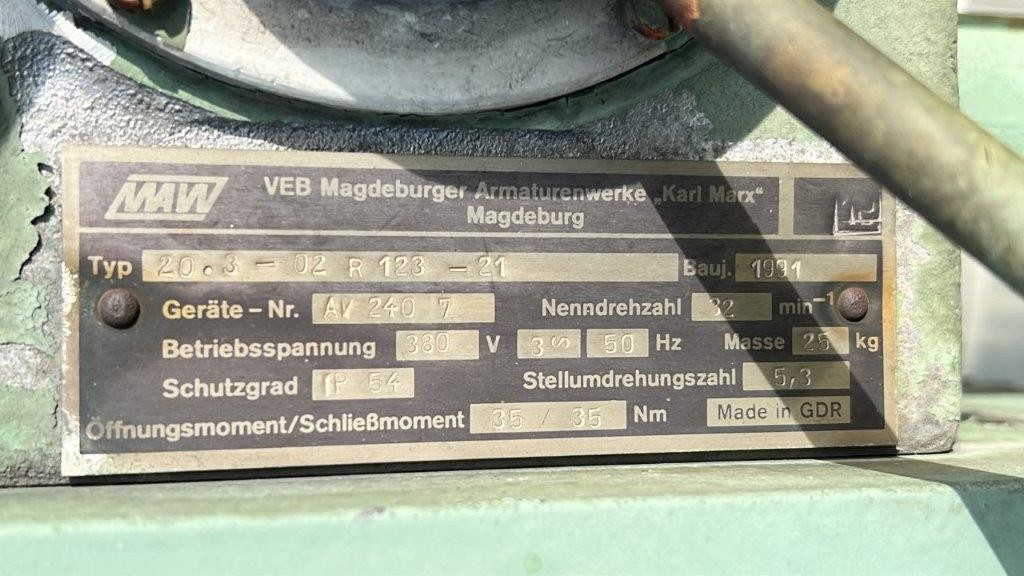 MAW
VEB Magdeburger Armaturenwerke „Karl Marx“
Magdeburg
Typ 20.3-02 R 123-21 Bauj. 1991
Geräte-Nr. AV 240 7 Nenndrehzahl 32 min-1
Betriebsspannung 380 V 3 ∽ 50 Hz Masse 25 kg
Schutzgrad IP 54 Stellumdrehungszahl 5,3
Öffnungsmoment/Schließmoment 35 / 35 Nm Made in GDR